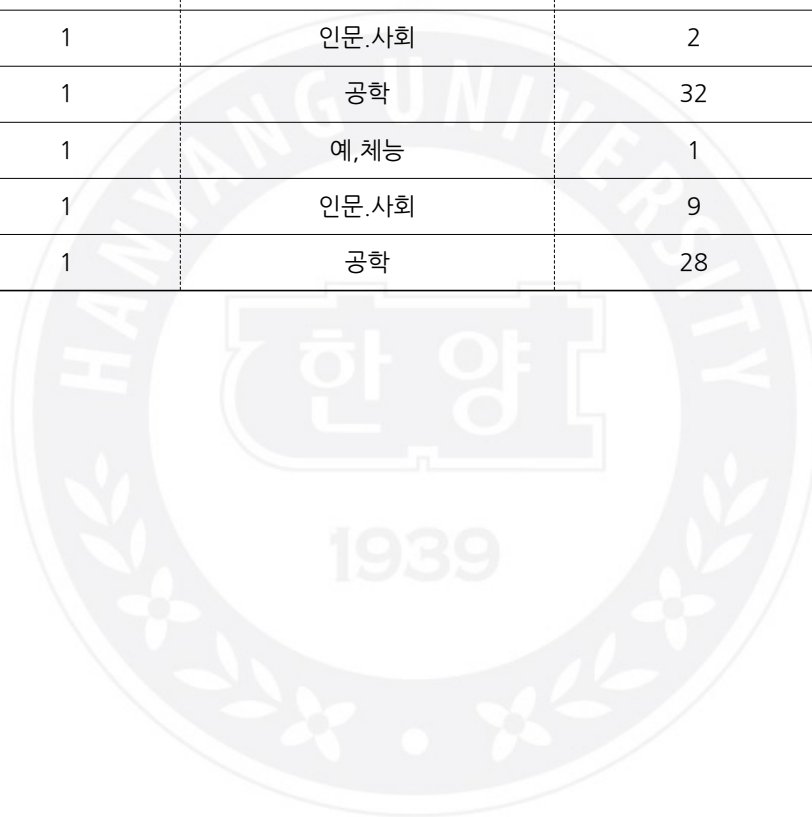 1 인문.사회 2
1 공학 32
1 예,체능 1
1 인문.사회 9
1 공학 28
HANYANG UNIVERSITY
한양
1939